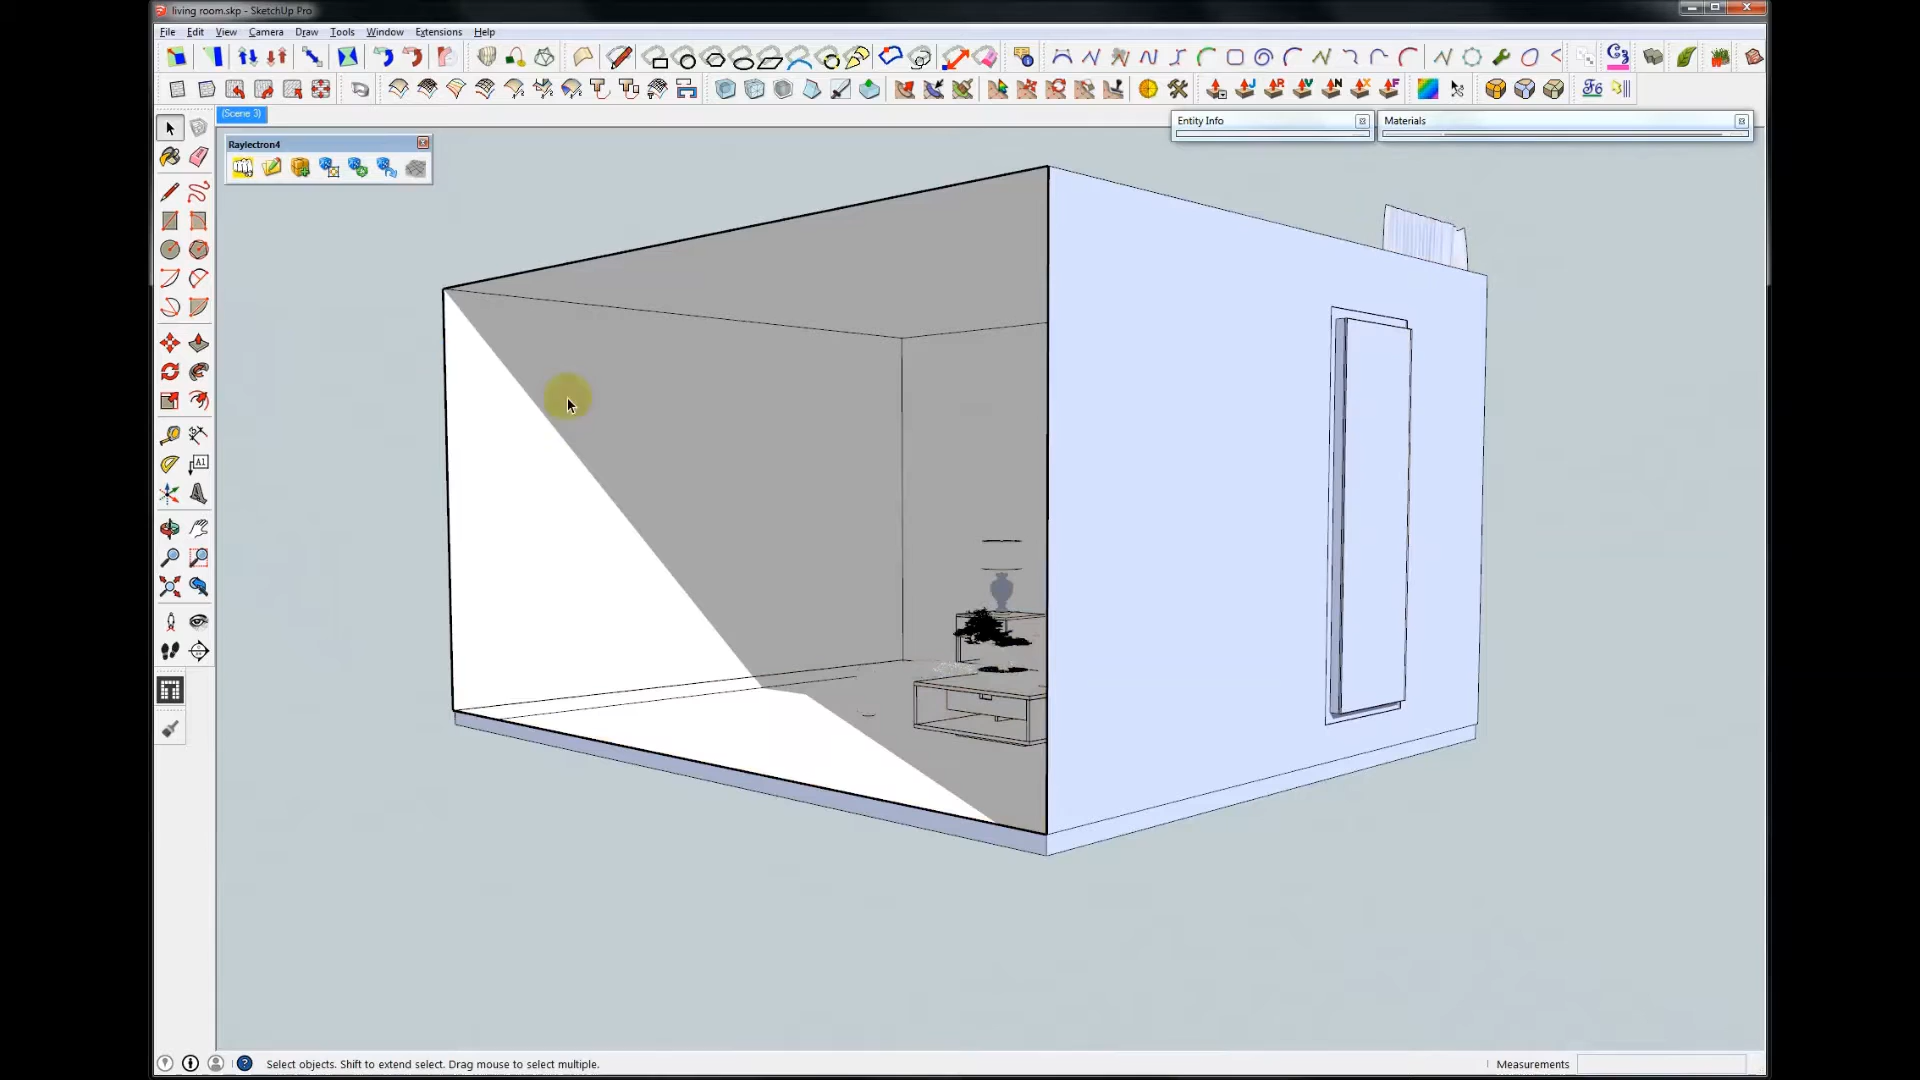 living room.skp - SketchUp Pro
File Edit View Camera Draw Tools Window Extensions Help
(Scene 3)
Entity Info
Materials
Raylectron4
A1
Select objects. Shift to extend select. Drag mouse to select multiple.
Measurements